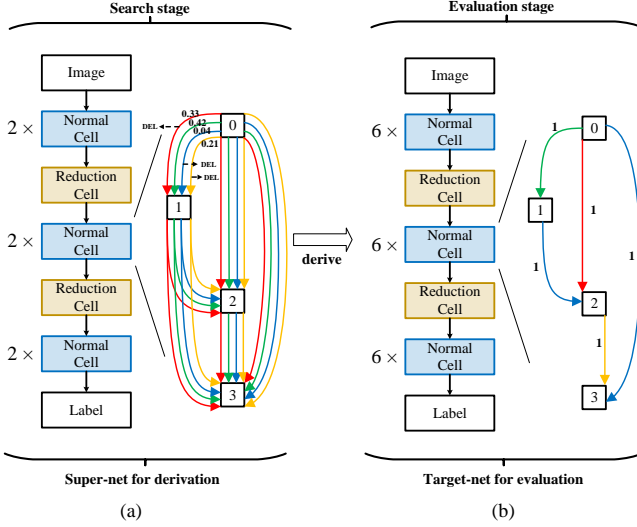 Search stage
Evaluation stage
Image
2 × Normal Cell
Reduction Cell
2 × Normal Cell
Reduction Cell
2 × Normal Cell
Label
DEL
0.33
0.42
0.04
0.21
DEL
DEL
0
1
2
3
derive
Image
6 × Normal Cell
Reduction Cell
6 × Normal Cell
Reduction Cell
6 × Normal Cell
Label
0
1
1
1
1
1
2
1
3
Super-net for derivation
Target-net for evaluation
(a)
(b)